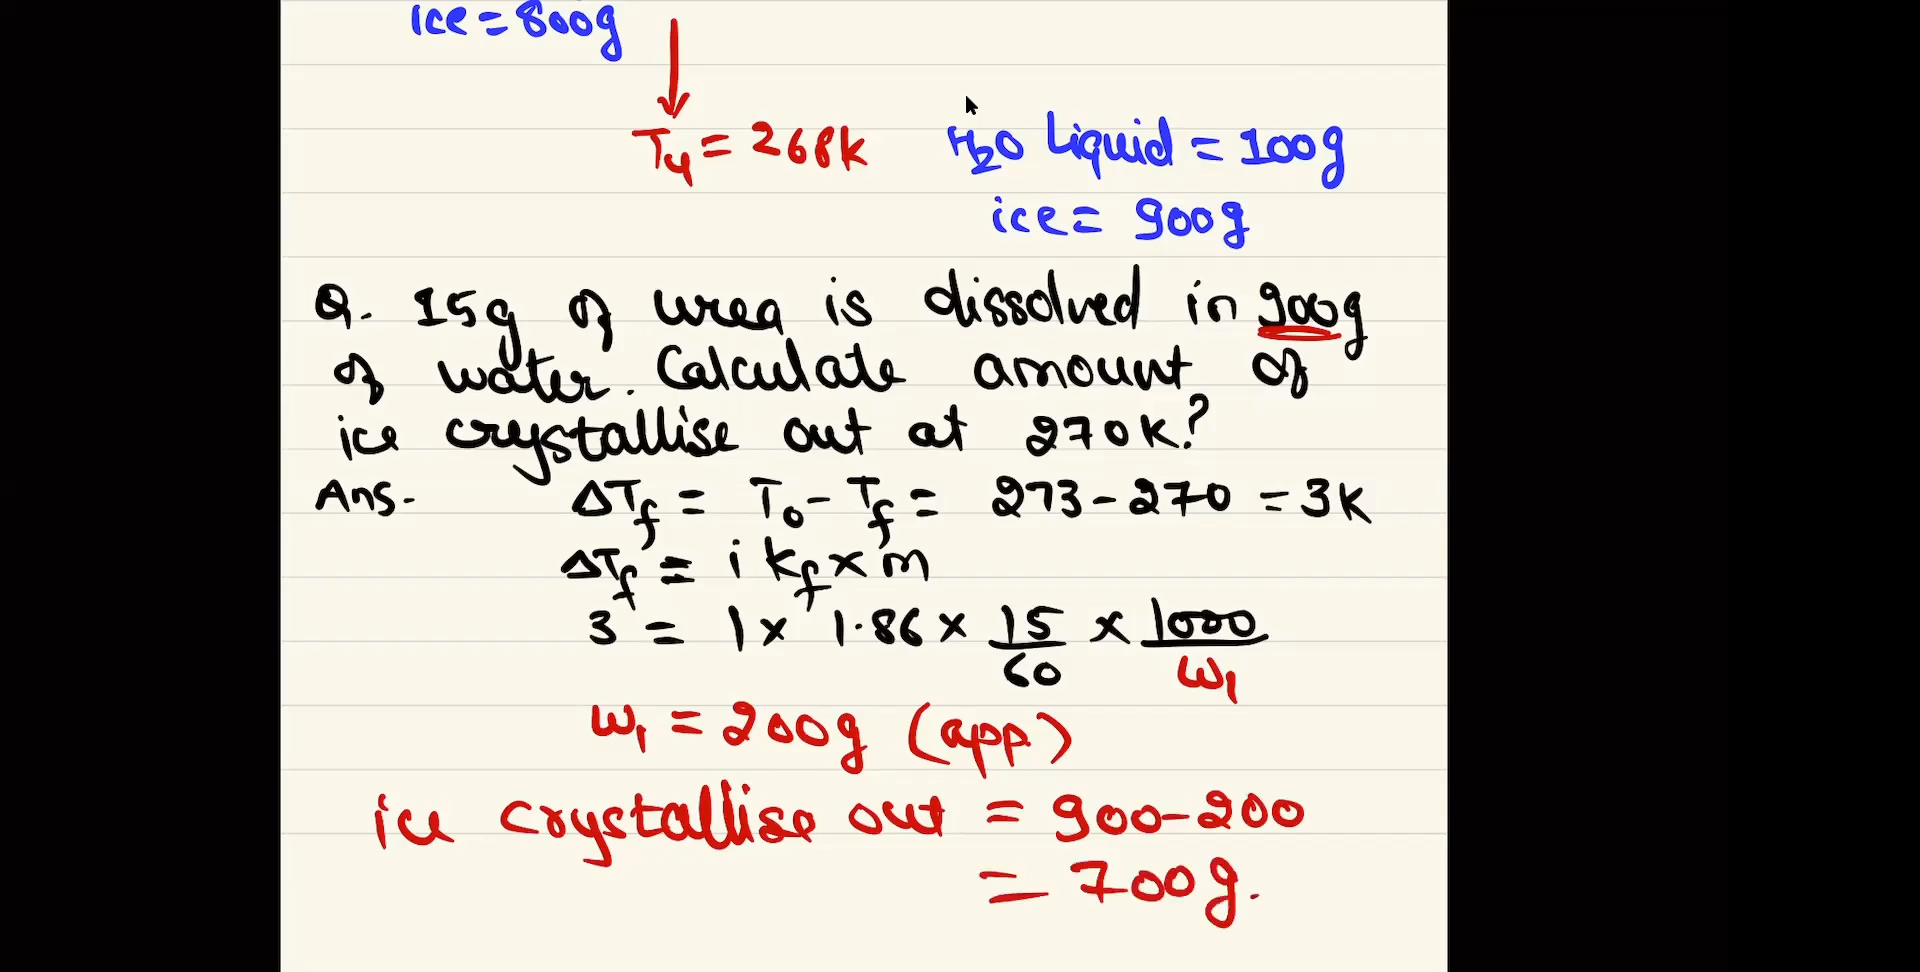 ice = 800g
T4 = 268k
H2O Liquid = 100g
ice = 900g
Q. 15g of urea is dissolved in 900g
of water. Calculate amount of
ice crystallise out at 270k?
Ans- ΔTf = To - Tf = 273 - 270 = 3k
ΔTf = i kf x m
3 = 1 x 1.86 x 15/60 x 1000/w1
w1 = 200g (app.)
ice crystallise out = 900-200
= 700g.